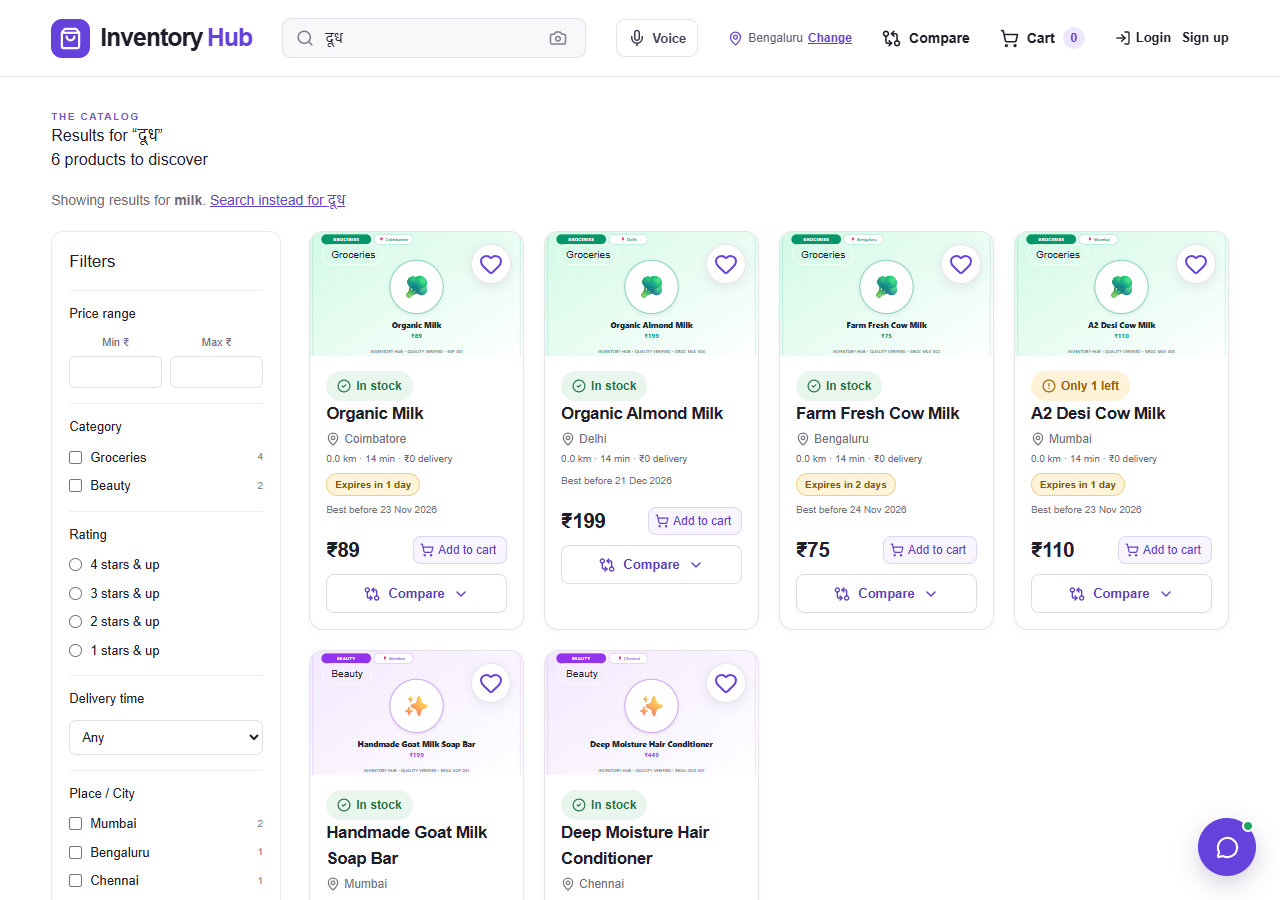 Inventory Hub
दूध
Voice
Bengaluru Change
Compare
Cart 0
Login
Sign up
THE CATALOG
Results for “दूध”
6 products to discover
Showing results for milk. Search instead for दूध
Filters
Price range
Min ₹ Max ₹
Category
Groceries 4
Beauty 2
Rating
4 stars & up
3 stars & up
2 stars & up
1 stars & up
Delivery time
Any
Place / City
Mumbai 2
Bengaluru 1
Chennai 1
GROCERIES Coimbatore
Groceries
Organic Milk
₹89
In stock
Organic Milk
Coimbatore
0.0 km · 14 min · ₹0 delivery
Expires in 1 day
Best before 23 Nov 2026
₹89 Add to cart
Compare
GROCERIES Delhi
Groceries
Organic Almond Milk
₹199
In stock
Organic Almond Milk
Delhi
0.0 km · 14 min · ₹0 delivery
Best before 21 Dec 2026
₹199 Add to cart
Compare
GROCERIES Bengaluru
Groceries
Farm Fresh Cow Milk
₹75
In stock
Farm Fresh Cow Milk
Bengaluru
0.0 km · 14 min · ₹0 delivery
Expires in 2 days
Best before 24 Nov 2026
₹75 Add to cart
Compare
GROCERIES Mumbai
Groceries
A2 Desi Cow Milk
₹110
Only 1 left
A2 Desi Cow Milk
Mumbai
0.0 km · 14 min · ₹0 delivery
Expires in 1 day
Best before 23 Nov 2026
₹110 Add to cart
Compare
BEAUTY Mumbai
Beauty
Handmade Goat Milk Soap Bar
₹199
In stock
Handmade Goat Milk
Soap Bar
Mumbai
BEAUTY Chennai
Beauty
Deep Moisture Hair Conditioner
₹449
In stock
Deep Moisture Hair
Conditioner
Chennai